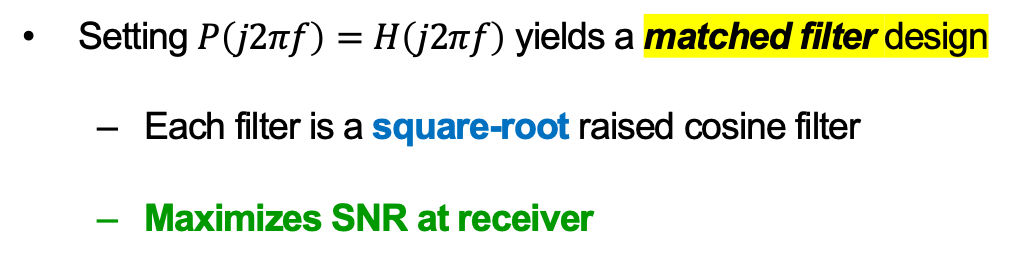 • Setting 𝑃(𝑗2𝜋𝑓) = 𝐻(𝑗2𝜋𝑓) yields a matched filter design
– Each filter is a square-root raised cosine filter
– Maximizes SNR at receiver